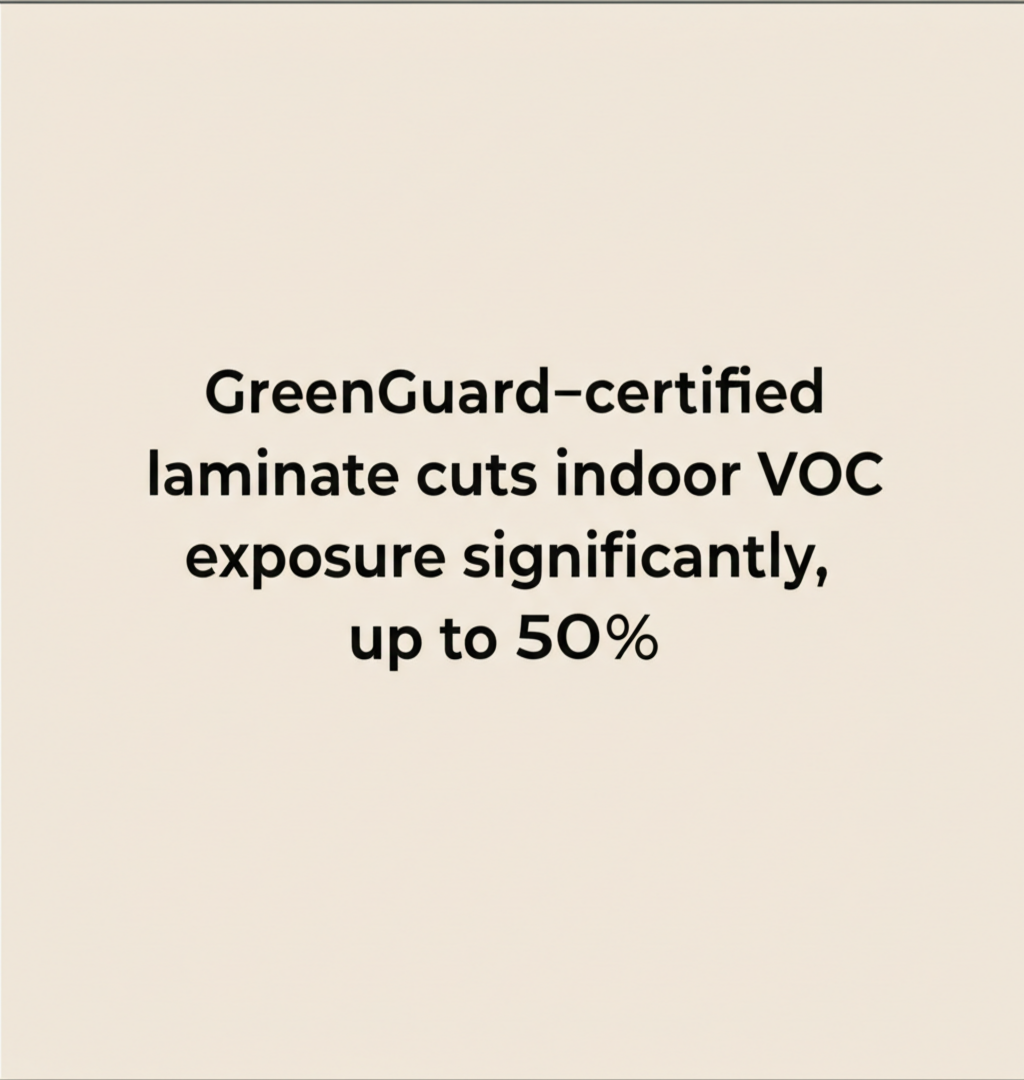 GreenGuard–certified
laminate cuts indoor VOC
exposure significantly,
up to 50%